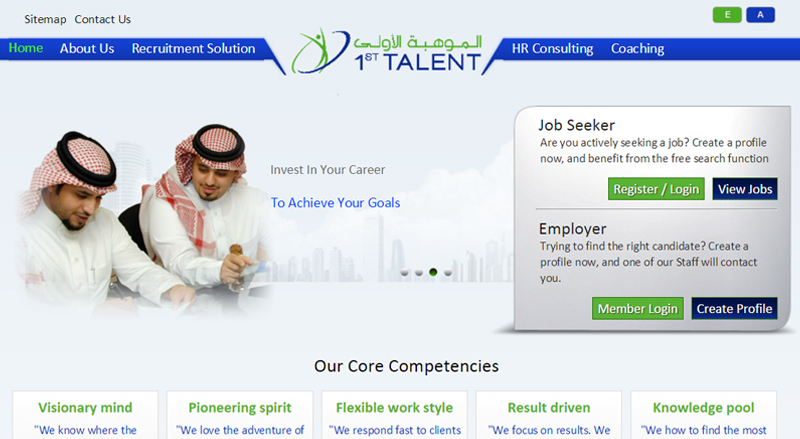 Sitemap Contact Us
E A
Home About Us Recruitment Solution
الموهبة الأولى
1ST TALENT
HR Consulting Coaching
Invest In Your Career
To Achieve Your Goals
Job Seeker
Are you actively seeking a job? Create a profile
now, and benefit from the free search function
Register / Login View Jobs
Employer
Trying to find the right candidate? Create a
profile now, and one of our Staff will contact
you.
Member Login Create Profile
Our Core Competencies
Visionary mind
"We know where the
Pioneering spirit
"We love the adventure of
Flexible work style
"We respond fast to clients
Result driven
"We focus on results. We
Knowledge pool
"We how to find the most